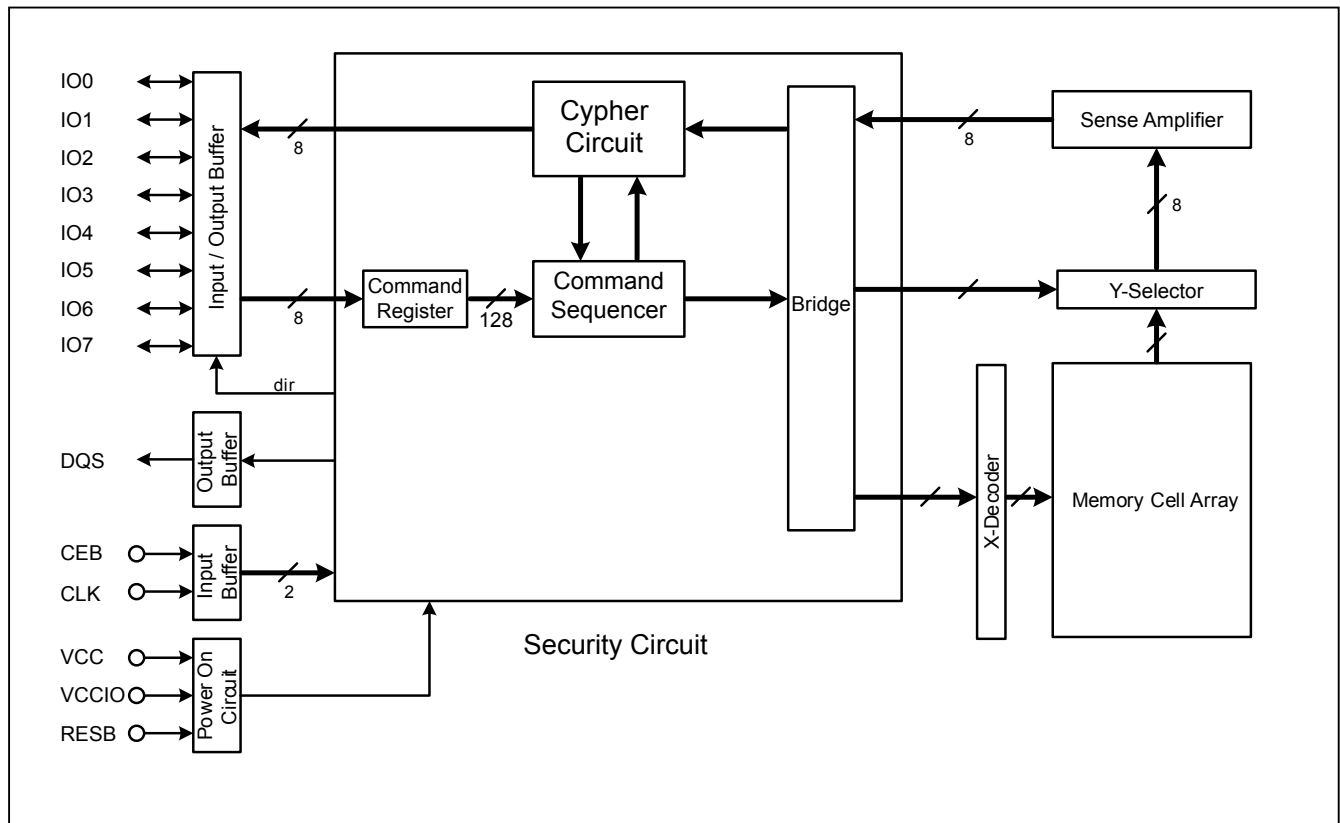 IO0
IO1
IO2
IO3
IO4
IO5
IO6
IO7
Input / Output Buffer
8
8
dir
Cypher
Circuit
Command
Register
128
Command
Sequencer
Bridge
8
Sense Amplifier
8
Y-Selector
X-Decoder
Memory Cell Array
DQS
Output
Buffer
CEB
CLK
Input
Buffer
2
VCC
VCCIO
RESB
Power On
Circuit
Security Circuit